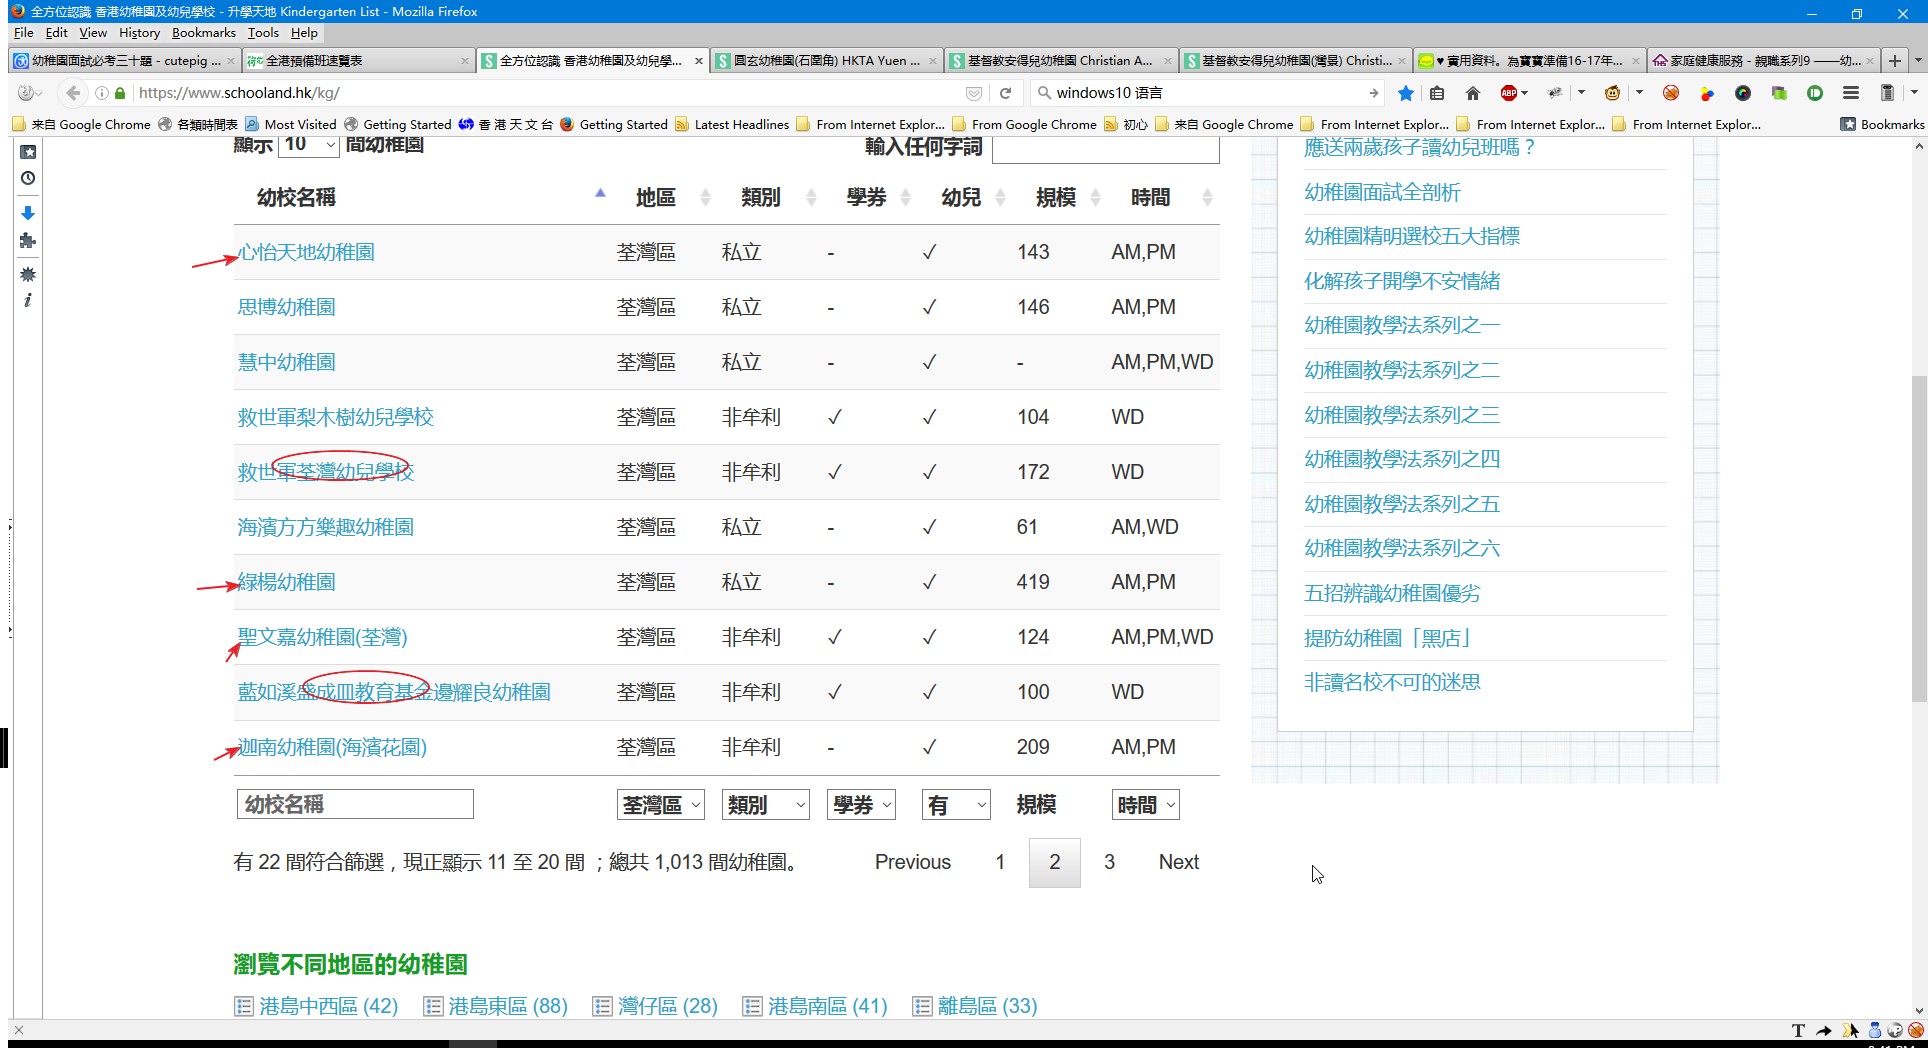 全方位認識 香港幼稚園及幼兒學校 - 升學天地 Kindergarten List - Mozilla Firefox
File Edit View History Bookmarks Tools Help
幼稚園面試必考三十題 - cutepig ... 全港預備班速覽表 全方位認識 香港幼稚園及幼兒學... 圓玄幼稚園(石圍角) HKTA Yuen ... 基督教安得兒幼稚園 Christian A... 基督教安得兒幼稚園(灣景) Christi... ♥ 實用資料。為寶寶準備16-17年... 家庭健康服務 - 親職系列9 ——幼...
https://www.schooland.hk/kg/ windows10 语言
来自 Google Chrome 各類時間表 Most Visited Getting Started 香 港 天 文 台 Getting Started Latest Headlines From Internet Explor... From Google Chrome 初心 来自 Google Chrome From Internet Explor... From Internet Explor... From Internet Explor... Bookmarks
顯示 10 間幼稚園 輸入任何字詞
幼校名稱 地區 類別 學券 幼兒 規模 時間
心怡天地幼稚園 荃灣區 私立 - ✓ 143 AM,PM
思博幼稚園 荃灣區 私立 - ✓ 146 AM,PM
慧中幼稚園 荃灣區 私立 - ✓ - AM,PM,WD
救世軍梨木樹幼兒學校 荃灣區 非牟利 ✓ ✓ 104 WD
救世軍荃灣幼兒學校 荃灣區 非牟利 ✓ ✓ 172 WD
海濱方方樂趣幼稚園 荃灣區 私立 - ✓ 61 AM,WD
綠楊幼稚園 荃灣區 私立 - ✓ 419 AM,PM
聖文嘉幼稚園(荃灣) 荃灣區 非牟利 ✓ ✓ 124 AM,PM,WD
藍如溪盛成皿教育基金邊耀良幼稚園 荃灣區 非牟利 ✓ ✓ 100 WD
迦南幼稚園(海濱花園) 荃灣區 非牟利 - ✓ 209 AM,PM
幼校名稱 荃灣區 類別 學券 有 規模 時間
有 22 間符合篩選，現正顯示 11 至 20 間 ；總共 1,013 間幼稚園。 Previous 1 2 3 Next
瀏覽不同地區的幼稚園
港島中西區 (42) 港島東區 (88) 灣仔區 (28) 港島南區 (41) 離島區 (33)
應送兩歲孩子讀幼兒班嗎？
幼稚園面試全剖析
幼稚園精明選校五大指標
化解孩子開學不安情緒
幼稚園教學法系列之一
幼稚園教學法系列之二
幼稚園教學法系列之三
幼稚園教學法系列之四
幼稚園教學法系列之五
幼稚園教學法系列之六
五招辨識幼稚園優劣
提防幼稚園「黑店」
非讀名校不可的迷思